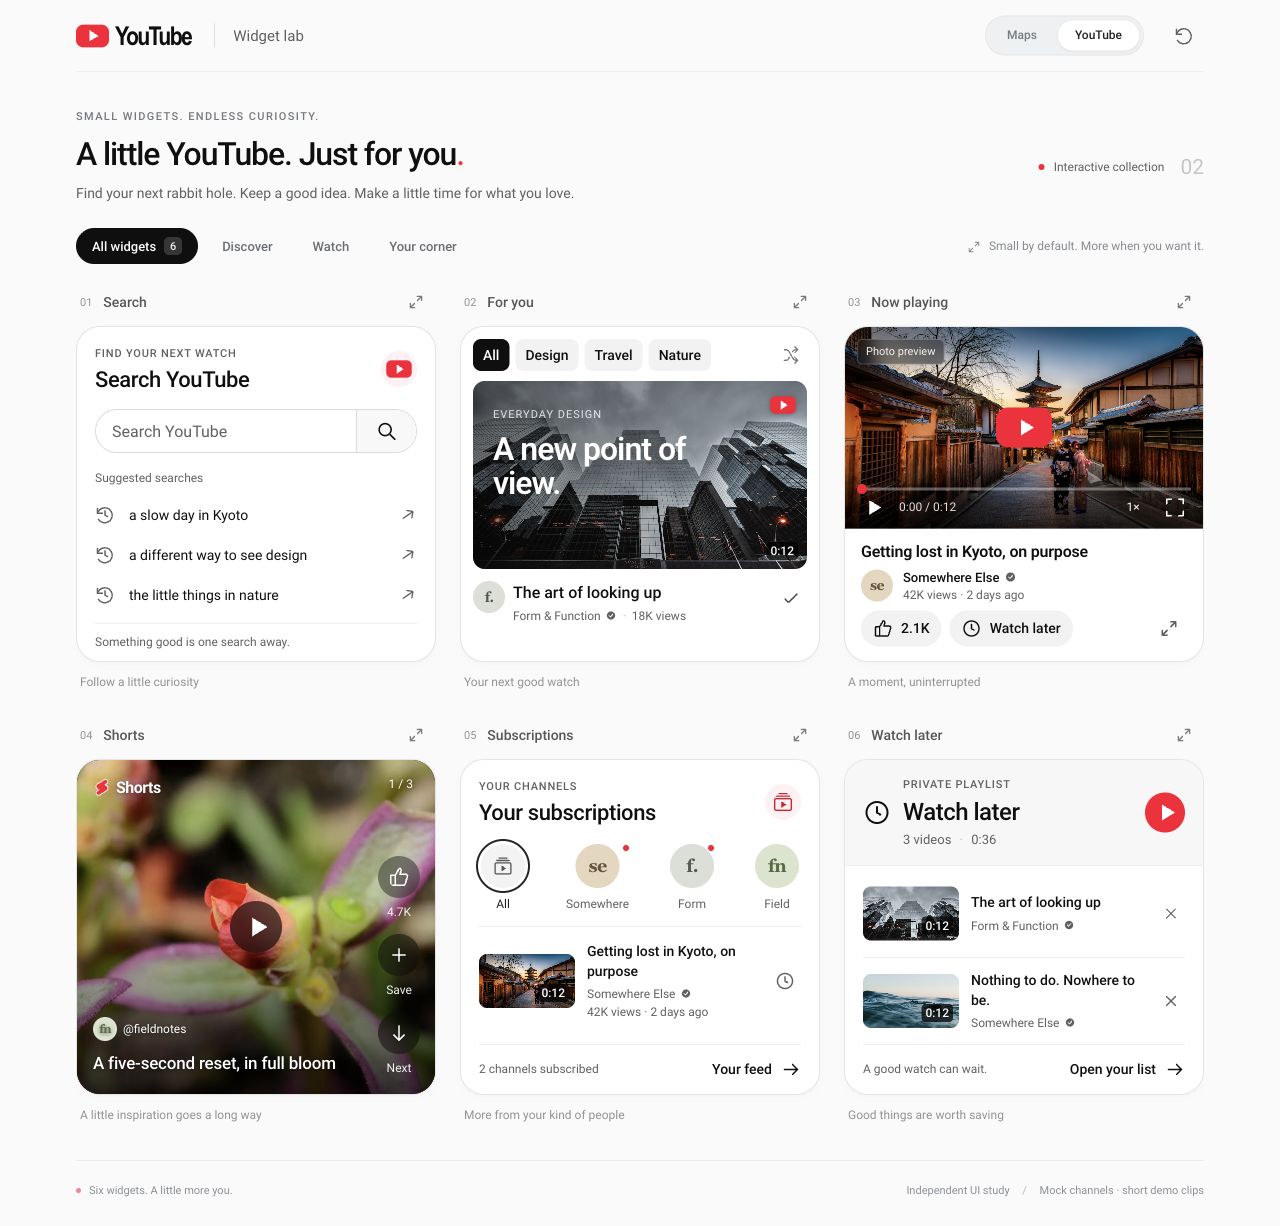 YouTube
Widget lab
Maps
YouTube
SMALL WIDGETS. ENDLESS CURIOSITY.
A little YouTube. Just for you.
Find your next rabbit hole. Keep a good idea. Make a little time for what you love.
Interactive collection 02
All widgets 6
Discover
Watch
Your corner
Small by default. More when you want it.
01 Search
FIND YOUR NEXT WATCH
Search YouTube
Search YouTube
Suggested searches
a slow day in Kyoto
a different way to see design
the little things in nature
Something good is one search away.
Follow a little curiosity
02 For you
All
Design
Travel
Nature
EVERYDAY DESIGN
A new point of
view.
0:12
f.
The art of looking up
Form & Function · 18K views
Your next good watch
03 Now playing
Photo preview
0:00 / 0:12
1×
Getting lost in Kyoto, on purpose
se
Somewhere Else
42K views · 2 days ago
2.1K
Watch later
A moment, uninterrupted
04 Shorts
Shorts
1 / 3
4.7K
Save
fn @fieldnotes
A five-second reset, in full bloom
Next
A little inspiration goes a long way
05 Subscriptions
YOUR CHANNELS
Your subscriptions
se
f.
fn
All
Somewhere
Form
Field
0:12
Getting lost in Kyoto, on
purpose
Somewhere Else
42K views · 2 days ago
2 channels subscribed
Your feed
More from your kind of people
06 Watch later
PRIVATE PLAYLIST
Watch later
3 videos · 0:36
0:12
The art of looking up
Form & Function
0:12
Nothing to do. Nowhere to
be.
Somewhere Else
A good watch can wait.
Open your list
Good things are worth saving
Six widgets. A little more you.
Independent UI study / Mock channels · short demo clips